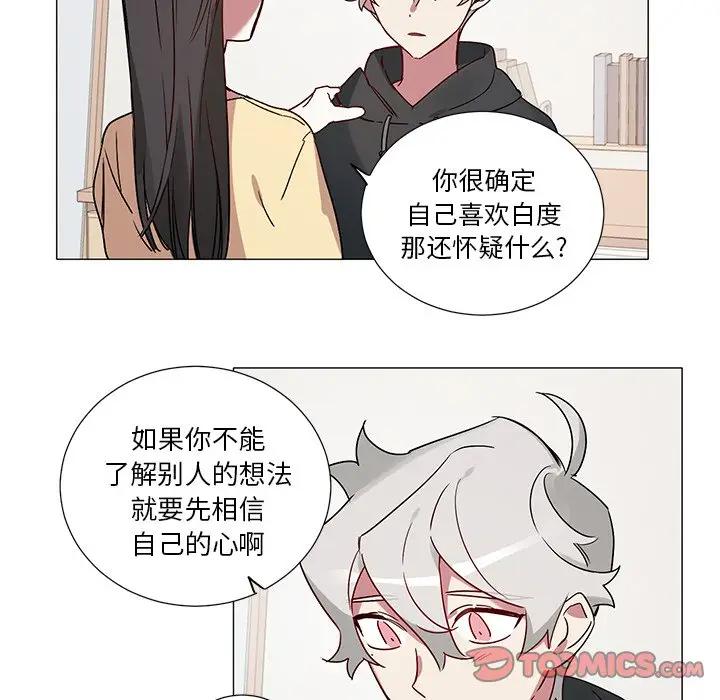 你很确定
自己喜欢白度
那还怀疑什么?
如果你不能
了解别人的想法
就要先相信
自己的心啊
TOOMICS.COM